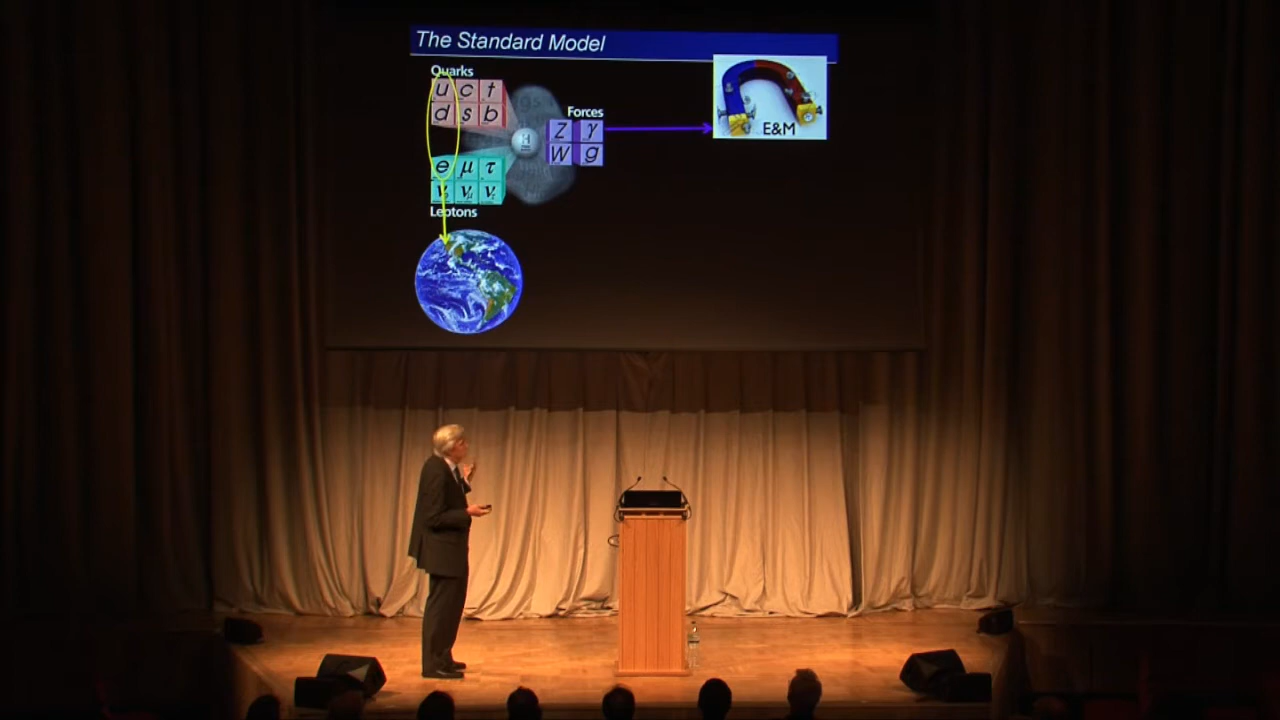 The Standard Model
Quarks
u c t
d s b
Forces
Z γ
W g
H
E&M
e μ τ
Leptons